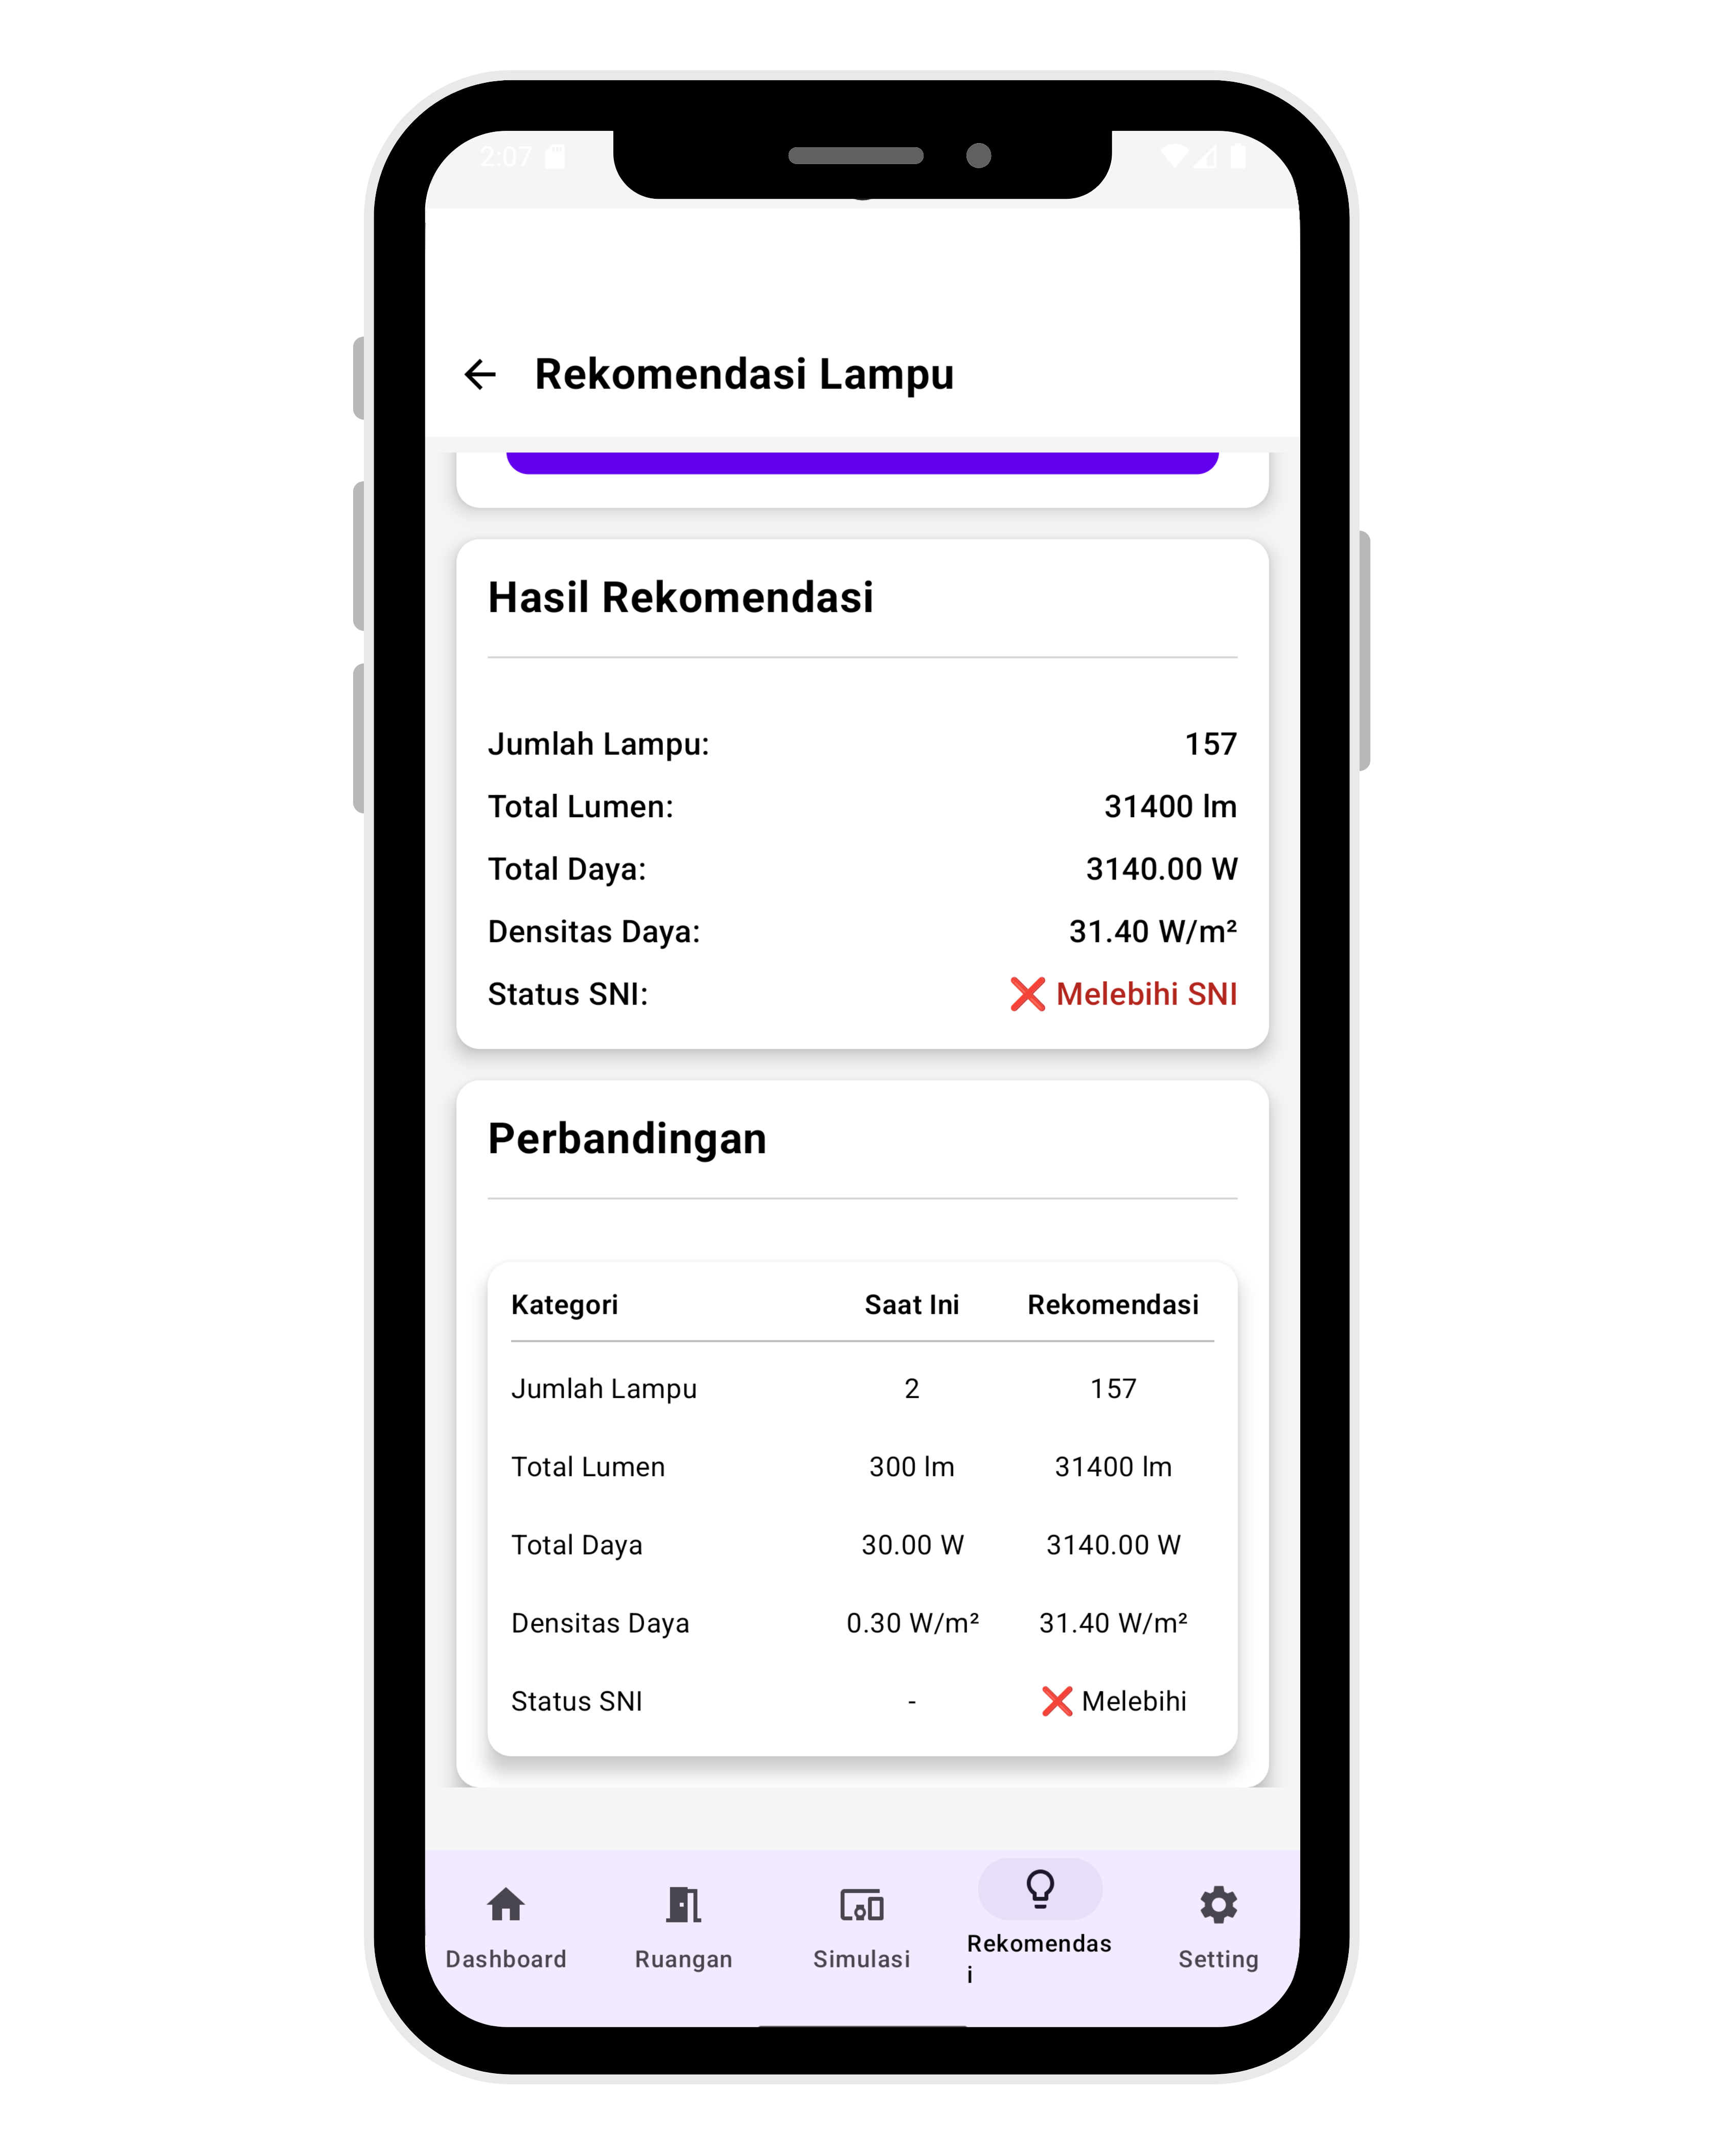 2:07
Rekomendasi Lampu
Hasil Rekomendasi
Jumlah Lampu: 157
Total Lumen: 31400 lm
Total Daya: 3140.00 W
Densitas Daya: 31.40 W/m²
Status SNI: ❌ Melebihi SNI
Perbandingan
Kategori Saat Ini Rekomendasi
Jumlah Lampu 2 157
Total Lumen 300 lm 31400 lm
Total Daya 30.00 W 3140.00 W
Densitas Daya 0.30 W/m² 31.40 W/m²
Status SNI - ❌ Melebihi
Dashboard Ruangan Simulasi Rekomendas Setting
i